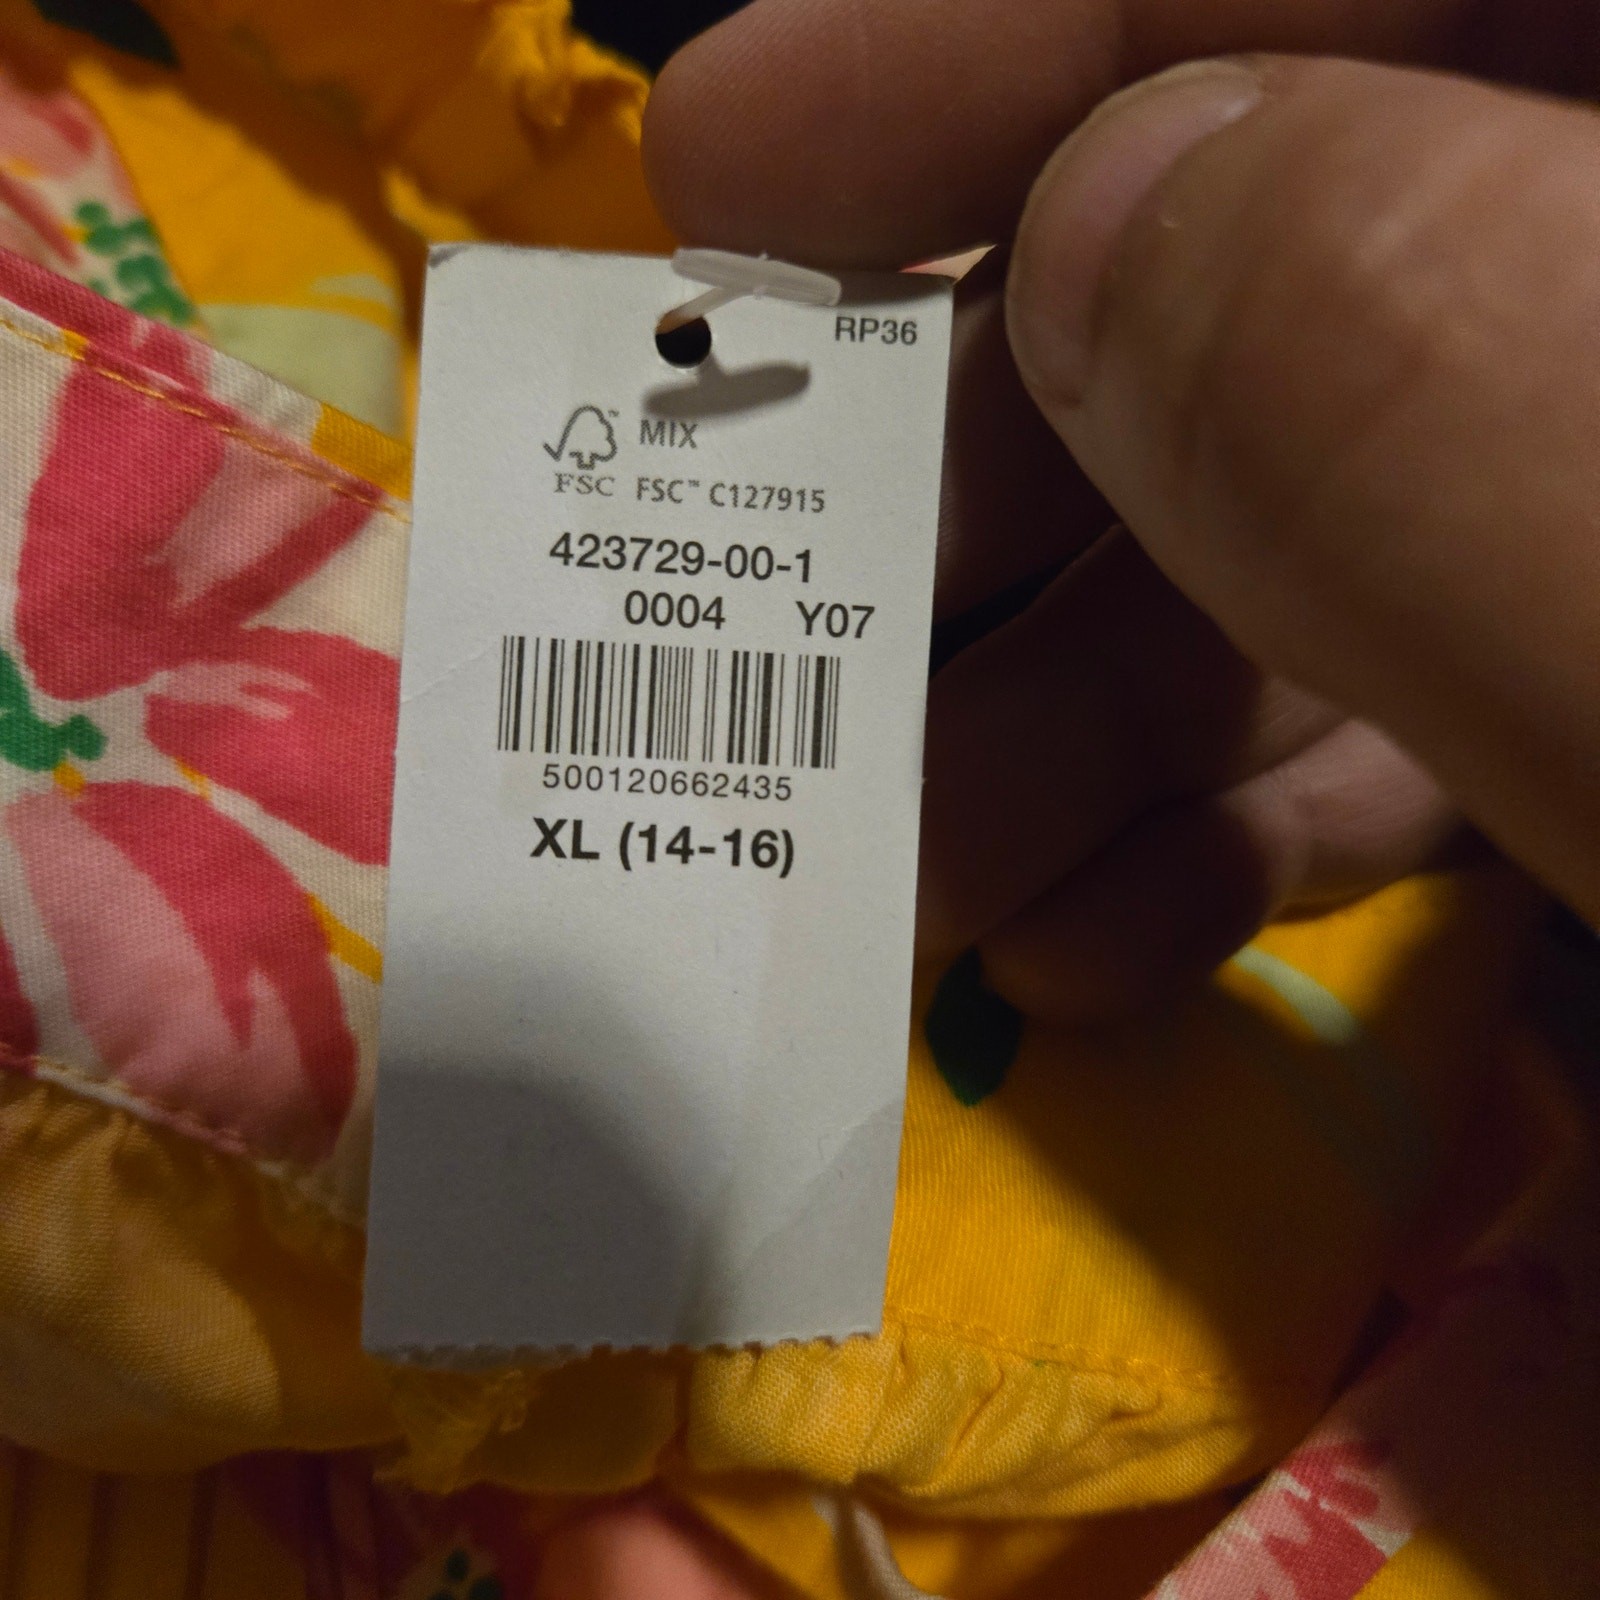 RP36
MIX
FSC FSC™ C127915
423729-00-1
0004 Y07
500120662435
XL (14-16)